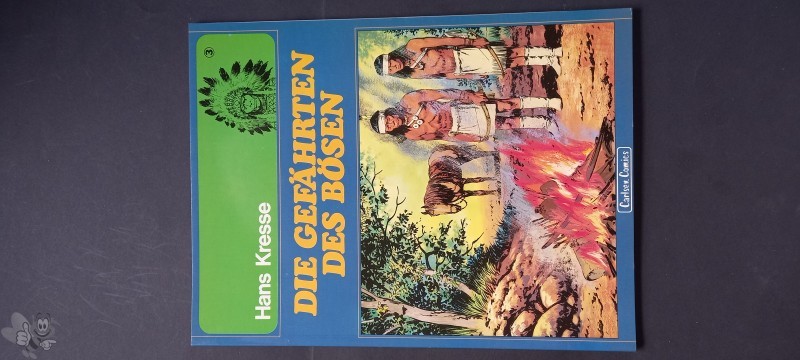 Hans Kresse
3
DIE GEFÄHRTEN
DES BÖSEN
Carlsen Comics